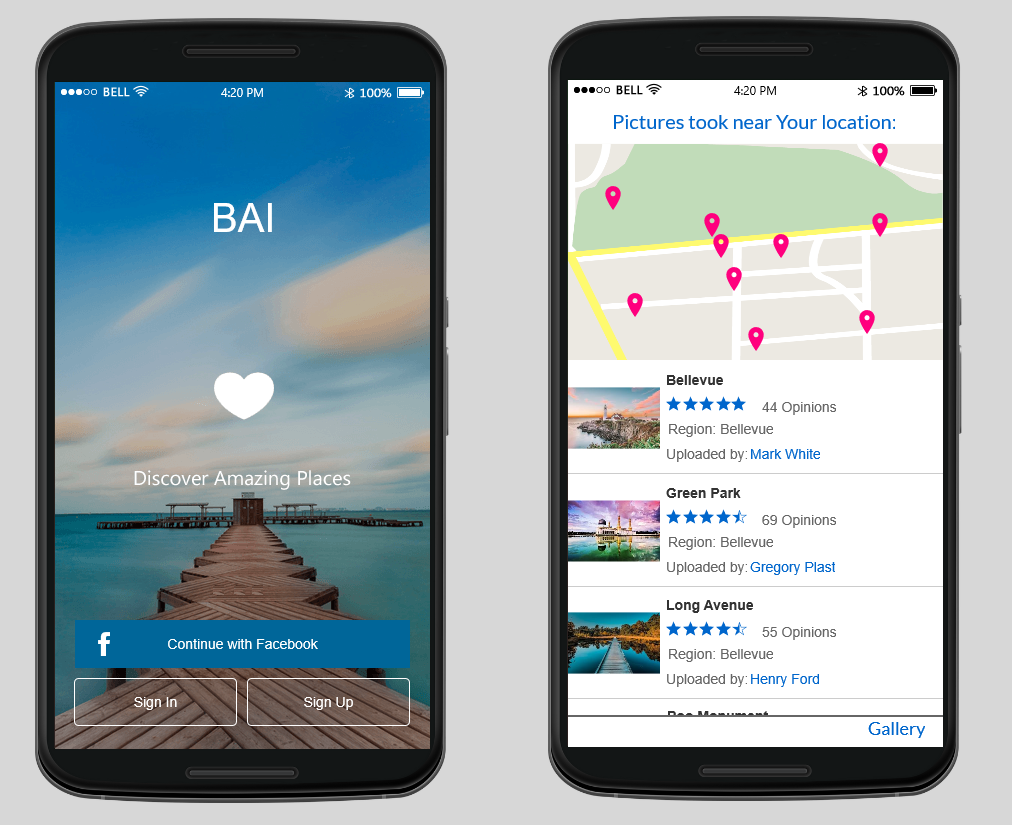 BELL 4:20 PM 100%
BAI
Discover Amazing Places
f Continue with Facebook
Sign In Sign Up
BELL 4:20 PM 100%
Pictures took near Your location:
Bellevue
44 Opinions
Region: Bellevue
Uploaded by: Mark White
Green Park
69 Opinions
Region: Bellevue
Uploaded by: Gregory Plast
Long Avenue
55 Opinions
Region: Bellevue
Uploaded by: Henry Ford
Gallery